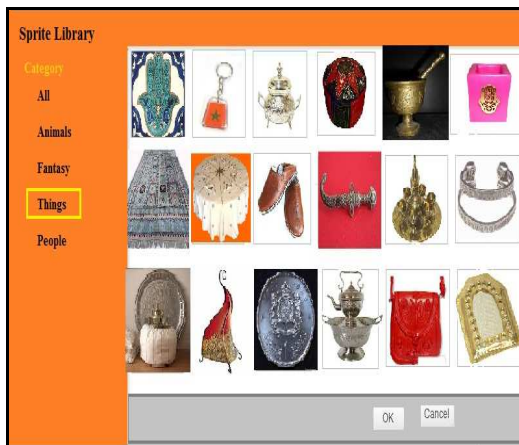 Sprite Library
Category
All
Animals
Fantasy
Things
People
OK
Cancel